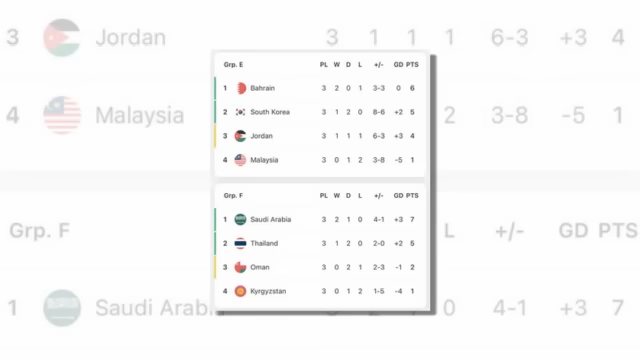 3 Jordan 3 1 1 1 6-3 +3 4
4 Malaysia 2 3-8 -5 1
Grp. F L +/- GD PTS
1 Saudi Arabi 3 0 4-1 +3 7
Grp. E PL W D L +/- GD PTS
1 Bahrain 3 2 0 1 3-3 0 6
2 South Korea 3 1 2 0 8-6 +2 5
3 Jordan 3 1 1 1 6-3 +3 4
4 Malaysia 3 0 1 2 3-8 -5 1
Grp. F PL W D L +/- GD PTS
1 Saudi Arabia 3 2 1 0 4-1 +3 7
2 Thailand 3 1 2 0 2-0 +2 5
3 Oman 3 0 2 1 2-3 -1 2
4 Kyrgyzstan 3 0 1 2 1-5 -4 1